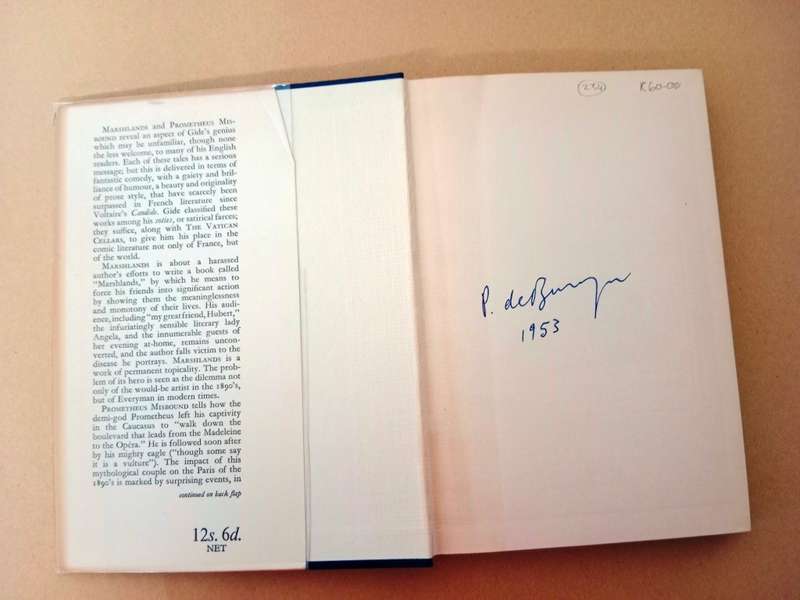 MARSHLANDS and PROMETHEUS MIS-
BOUND reveal an aspect of Gide's genius
which may be unfamiliar, though none
the less welcome, to many of his English
readers. Each of these tales has a serious
message; but this is delivered in terms of
fantastic comedy, with a gaiety and bril-
liance of humour, a beauty and originality
of prose style, that have scarcely been
surpassed in French literature since
Voltaire's Candide. Gide classified these
works among his soties, or satirical farces;
they suffice, along with THE VATICAN
CELLARS, to give him his place in the
comic literature not only of France, but
of the world.
MARSHLANDS is about a harassed
author's efforts to write a book called
"Marshlands," by which he means to
force his friends into significant action
by showing them the meaninglessness
and monotony of their lives. His audi-
ence, including "my great friend, Hubert,"
the infuriatingly sensible literary lady
Angela, and the innumerable guests of
her evening at-home, remains uncon-
verted, and the author falls victim to the
disease he portrays. MARSHLANDS is a
work of permanent topicality. The prob-
lem of its hero is seen as the dilemma not
only of the would-be artist in the 1890's,
but of Everyman in modern times.
PROMETHEUS MISBOUND tells how the
demi-god Prometheus left his captivity
in the Caucasus to "walk down the
boulevard that leads from the Madeleine
to the Opéra." He is followed soon after
by his mighty eagle ("though some say
it is a vulture"). The impact of this
mythological couple on the Paris of the
1890's is marked by surprising events, in
continued on back flap
12s. 6d.
NET
234 R60-00
P. de
1953